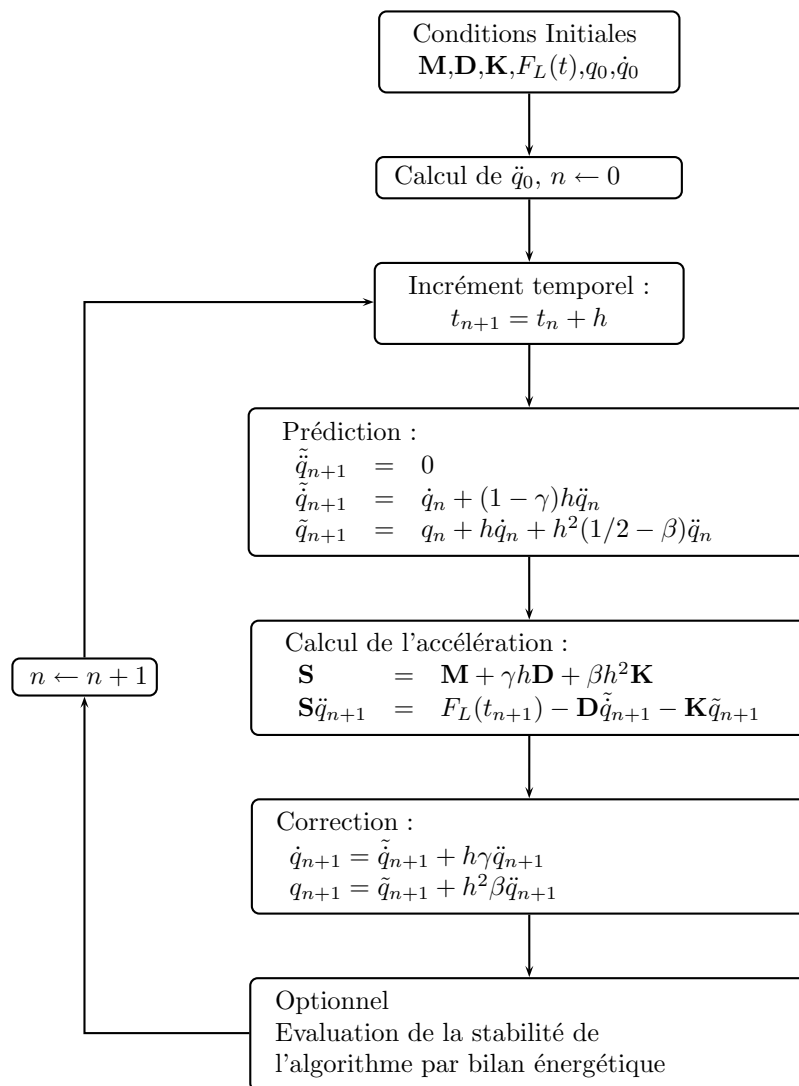 Conditions Initiales
𝐌,𝐃,𝐊,F_L(t),q₀,q̇₀
Calcul de q̈₀, n ← 0
Incrément temporel :
t_{n+1} = t_n + h
Prédiction :
q̈̃_{n+1} = 0
q̇̃_{n+1} = q̇_n + (1 − γ)hq̈_n
q̃_{n+1} = q_n + hq̇_n + h²(1/2 − β)q̈_n
Calcul de l'accélération :
𝐒 = 𝐌 + γh𝐃 + βh²𝐊
𝐒q̈_{n+1} = F_L(t_{n+1}) − 𝐃q̇̃_{n+1} − 𝐊q̃_{n+1}
n ← n + 1
Correction :
q̇_{n+1} = q̇̃_{n+1} + hγq̈_{n+1}
q_{n+1} = q̃_{n+1} + h²βq̈_{n+1}
Optionnel
Evaluation de la stabilité de
l'algorithme par bilan énergétique